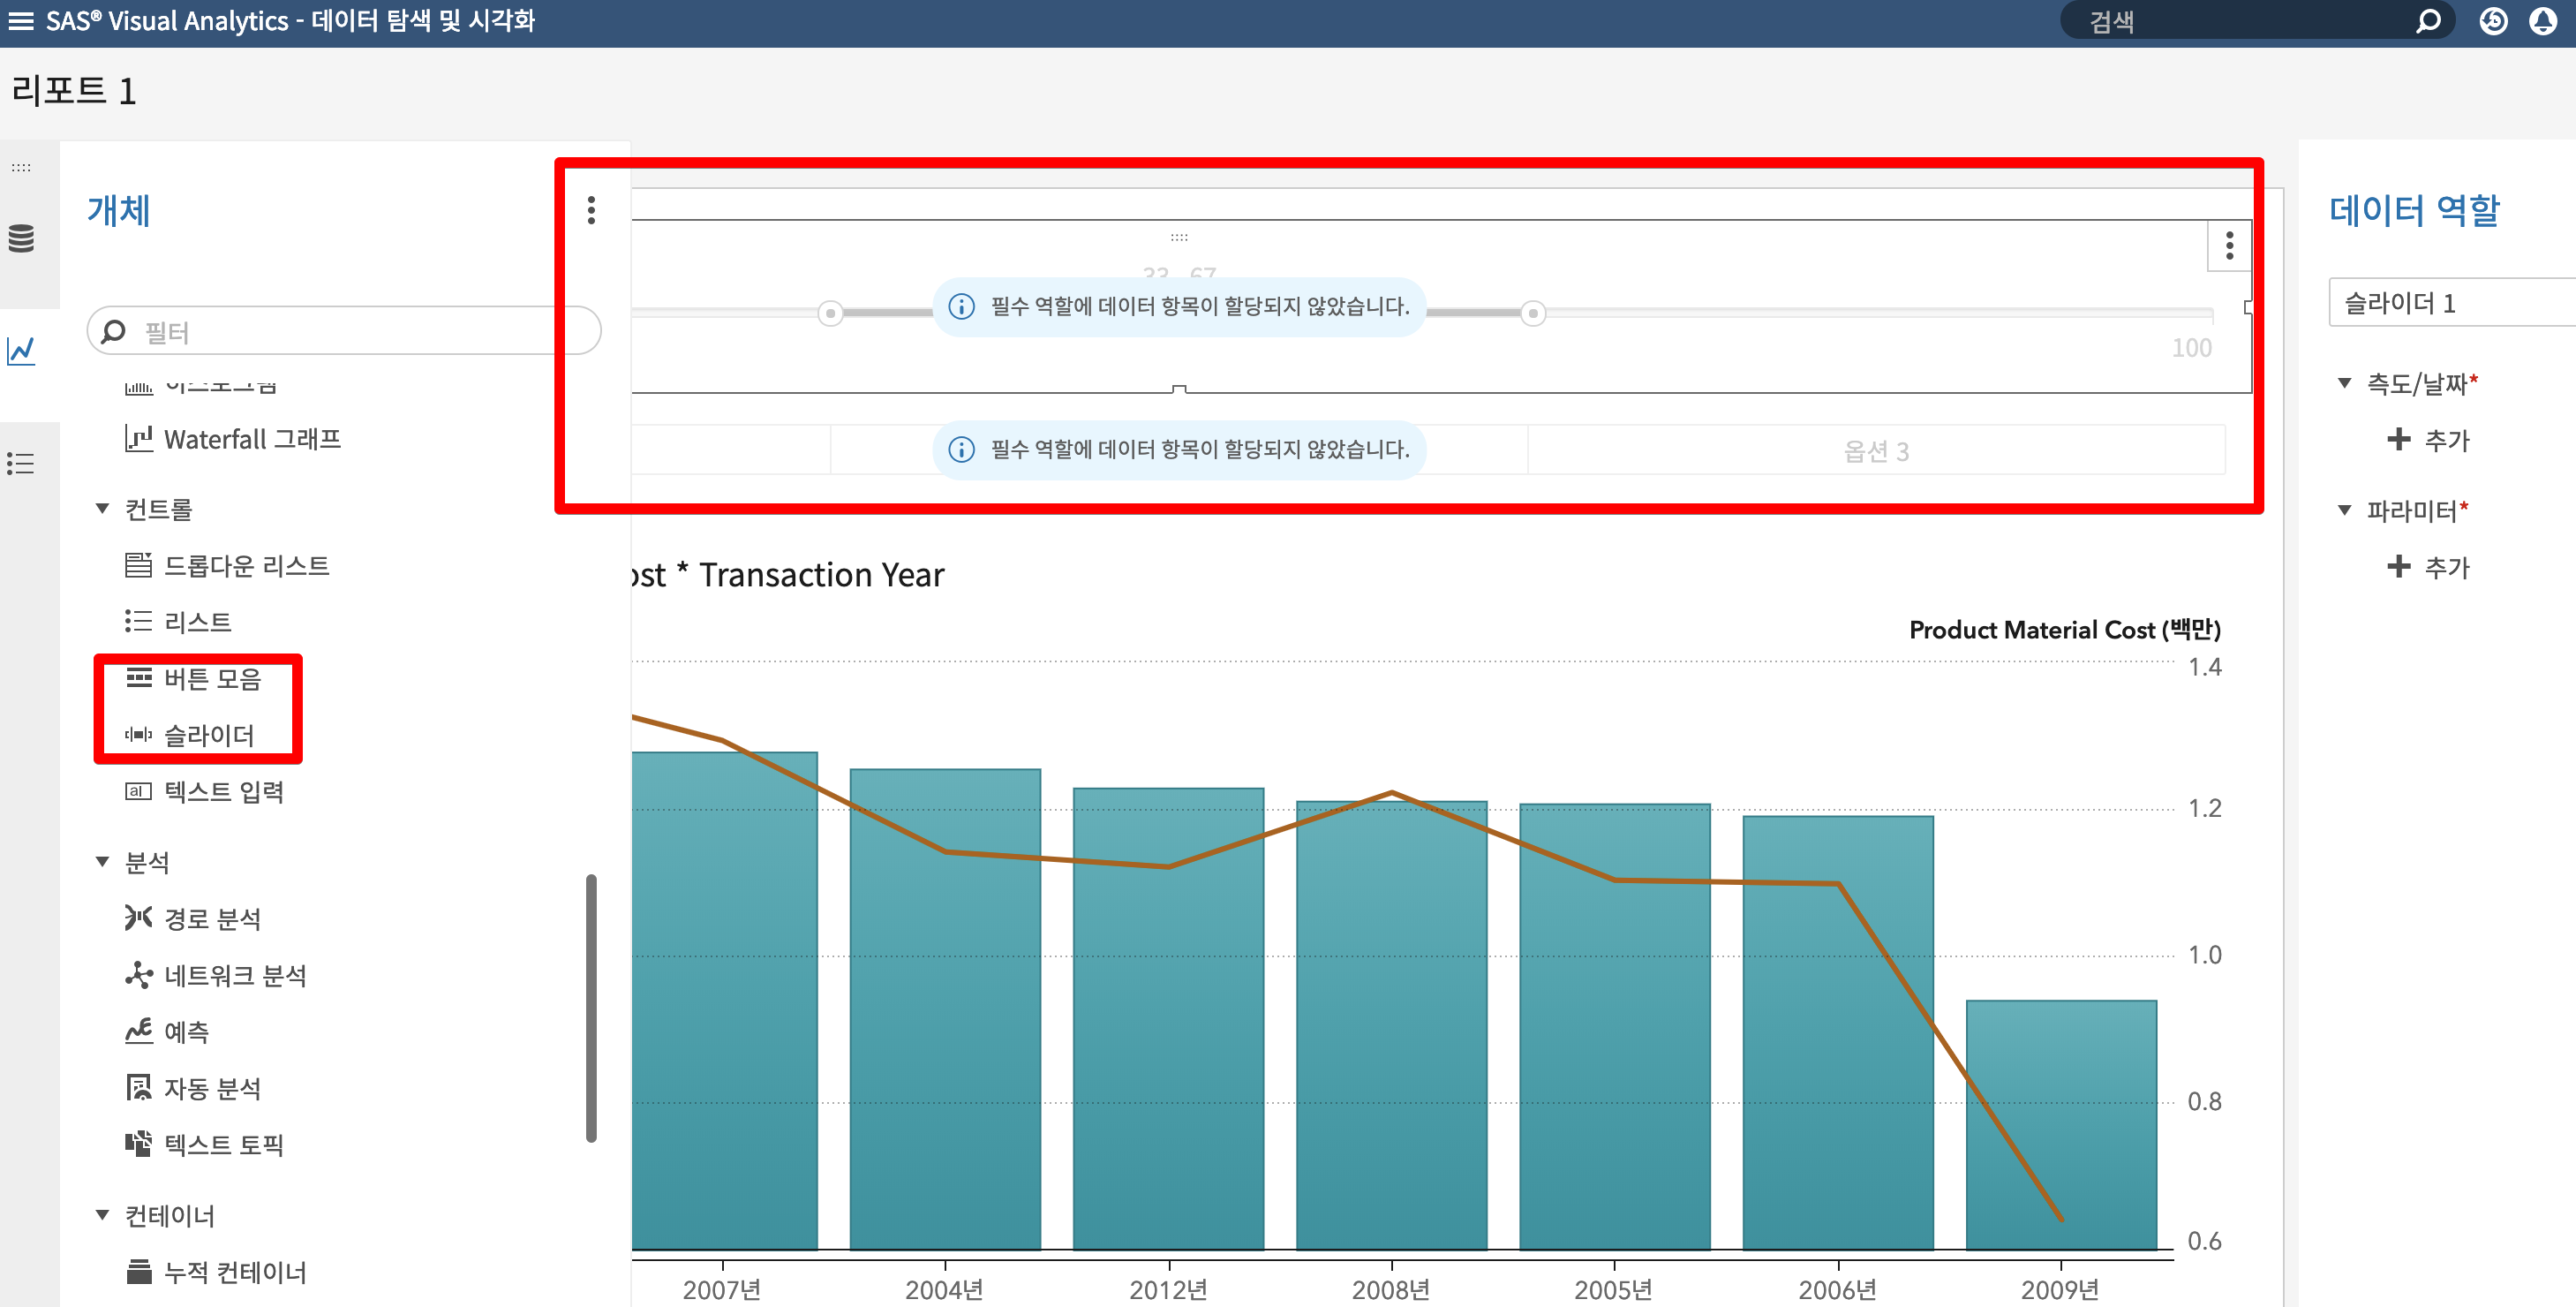 SAS® Visual Analytics - 데이터 탐색 및 시각화
검색
리포트 1
개체
필터
히스토그램
Waterfall 그래프
컨트롤
드롭다운 리스트
리스트
버튼 모음
슬라이더
텍스트 입력
분석
경로 분석
네트워크 분석
예측
자동 분석
텍스트 토픽
컨테이너
누적 컨테이너
33 - 67
필수 역할에 데이터 항목이 할당되지 않았습니다.
100
필수 역할에 데이터 항목이 할당되지 않았습니다.
옵션 3
ost * Transaction Year
Product Material Cost (백만)
1.4
1.2
1.0
0.8
0.6
2007년 2004년 2012년 2008년 2005년 2006년 2009년
데이터 역할
슬라이더 1
측도/날짜*
추가
파라미터*
추가